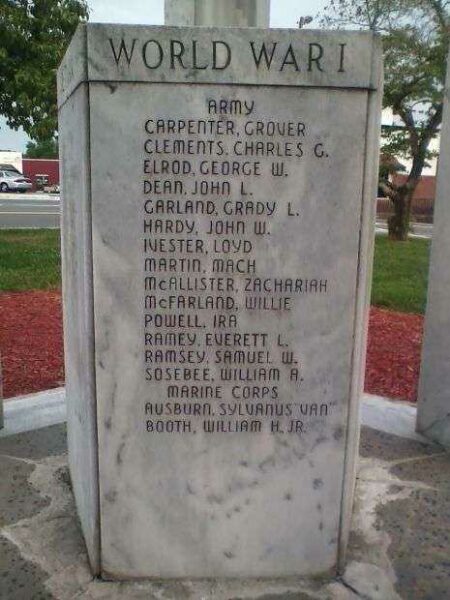 WORLD WAR I
ARMY
CARPENTER, GROVER
CLEMENTS, CHARLES G.
ELROD, GEORGE W.
DEAN, JOHN L.
GARLAND, GRADY L.
HARDY, JOHN W.
IVESTER, LOYD
MARTIN, MACH
McALLISTER, ZACHARIAH
McFARLAND, WILLIE
POWELL, IRA
RAMEY, EVERETT L.
RAMSEY, SAMUEL W.
SOSEBEE, WILLIAM A.
MARINE CORPS
AUSBURN, SYLVANUS "VAN"
BOOTH, WILLIAM H, JR.